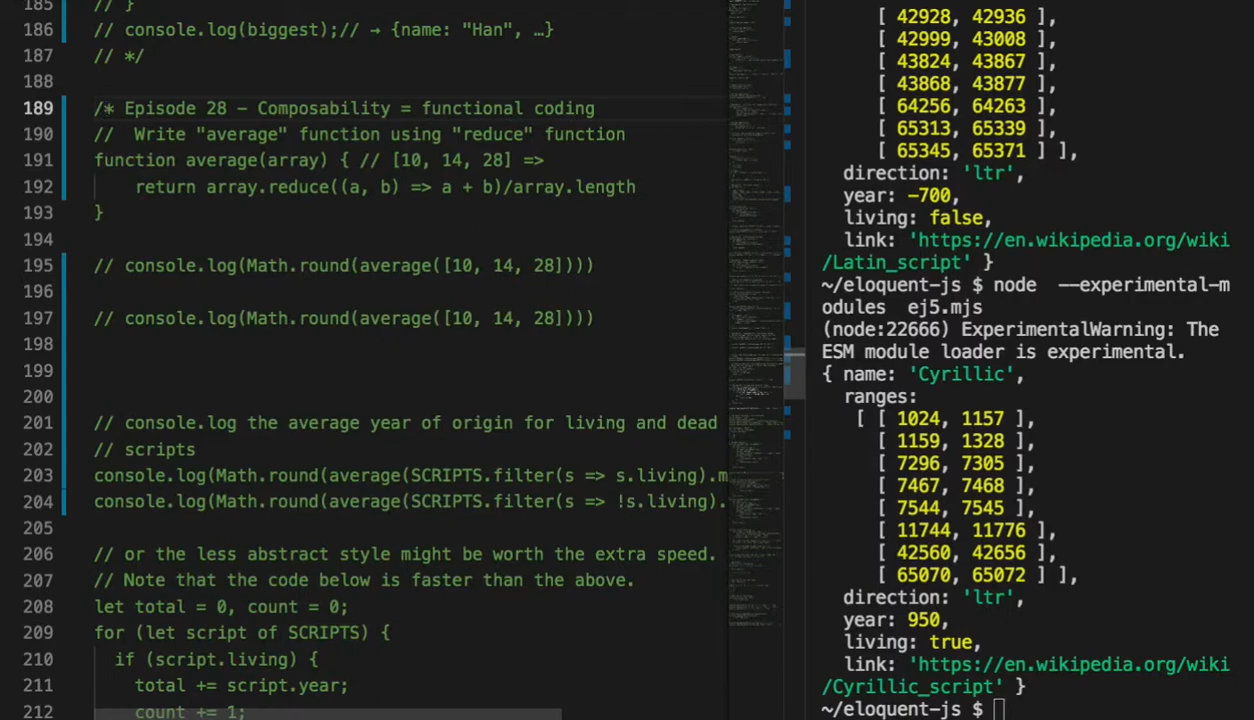 185 // }
186 // console.log(biggest);// → {name: "Han", …}
187 // */
188
189 /* Episode 28 – Composability = functional coding
190 //  Write "average" function using "reduce" function
191 function average(array) { // [10, 14, 28] =>
192     return array.reduce((a, b) => a + b)/array.length
193 }
194
195 // console.log(Math.round(average([10, 14, 28])))
196
197 // console.log(Math.round(average([10, 14, 28])))
198
199
200
201 // console.log the average year of origin for living and dead
202 // scripts
203 console.log(Math.round(average(SCRIPTS.filter(s => s.living).m
204 console.log(Math.round(average(SCRIPTS.filter(s => !s.living).
205
206 // or the less abstract style might be worth the extra speed.
207 // Note that the code below is faster than the above.
208 let total = 0, count = 0;
209 for (let script of SCRIPTS) {
210   if (script.living) {
211     total += script.year;
212     count += 1;
[ 42928, 42936 ],
[ 42999, 43008 ],
[ 43824, 43867 ],
[ 43868, 43877 ],
[ 64256, 64263 ],
[ 65313, 65339 ],
[ 65345, 65371 ] ],
direction: 'ltr',
year: -700,
living: false,
link: 'https://en.wikipedia.org/wiki
/Latin_script' }
~/eloquent-js $ node  --experimental-m
odules  ej5.mjs
(node:22666) ExperimentalWarning: The
ESM module loader is experimental.
{ name: 'Cyrillic',
ranges:
[ [ 1024, 1157 ],
[ 1159, 1328 ],
[ 7296, 7305 ],
[ 7467, 7468 ],
[ 7544, 7545 ],
[ 11744, 11776 ],
[ 42560, 42656 ],
[ 65070, 65072 ] ],
direction: 'ltr',
year: 950,
living: true,
link: 'https://en.wikipedia.org/wiki
/Cyrillic_script' }
~/eloquent-js $